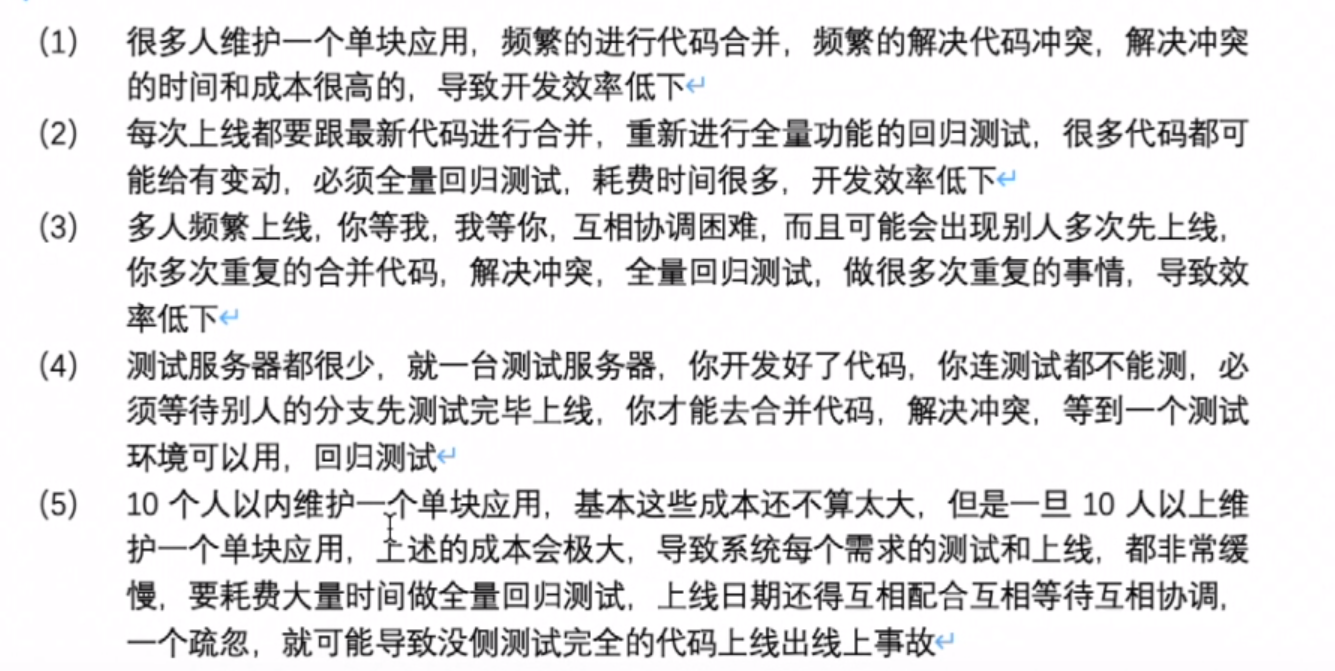 (1) 很多人维护一个单块应用，频繁的进行代码合并，频繁的解决代码冲突，解决冲突
的时间和成本很高的，导致开发效率低下↵
(2) 每次上线都要跟最新代码进行合并，重新进行全量功能的回归测试，很多代码都可
能给有变动，必须全量回归测试，耗费时间很多，开发效率低下↵
(3) 多人频繁上线，你等我，我等你，互相协调困难，而且可能会出现别人多次先上线，
你多次重复的合并代码，解决冲突，全量回归测试，做很多次重复的事情，导致效
率低下↵
(4) 测试服务器都很少，就一台测试服务器，你开发好了代码，你连测试都不能测，必
须等待别人的分支先测试完毕上线，你才能去合并代码，解决冲突，等到一个测试
环境可以用，回归测试↵
(5) 10 个人以内维护一个单块应用，基本这些成本还不算太大，但是一旦 10 人以上维
护一个单块应用，上述的成本会极大，导致系统每个需求的测试和上线，都非常缓
慢，要耗费大量时间做全量回归测试，上线日期还得互相配合互相等待互相协调，
一个疏忽，就可能导致没侧测试完全的代码上线出线上事故↵